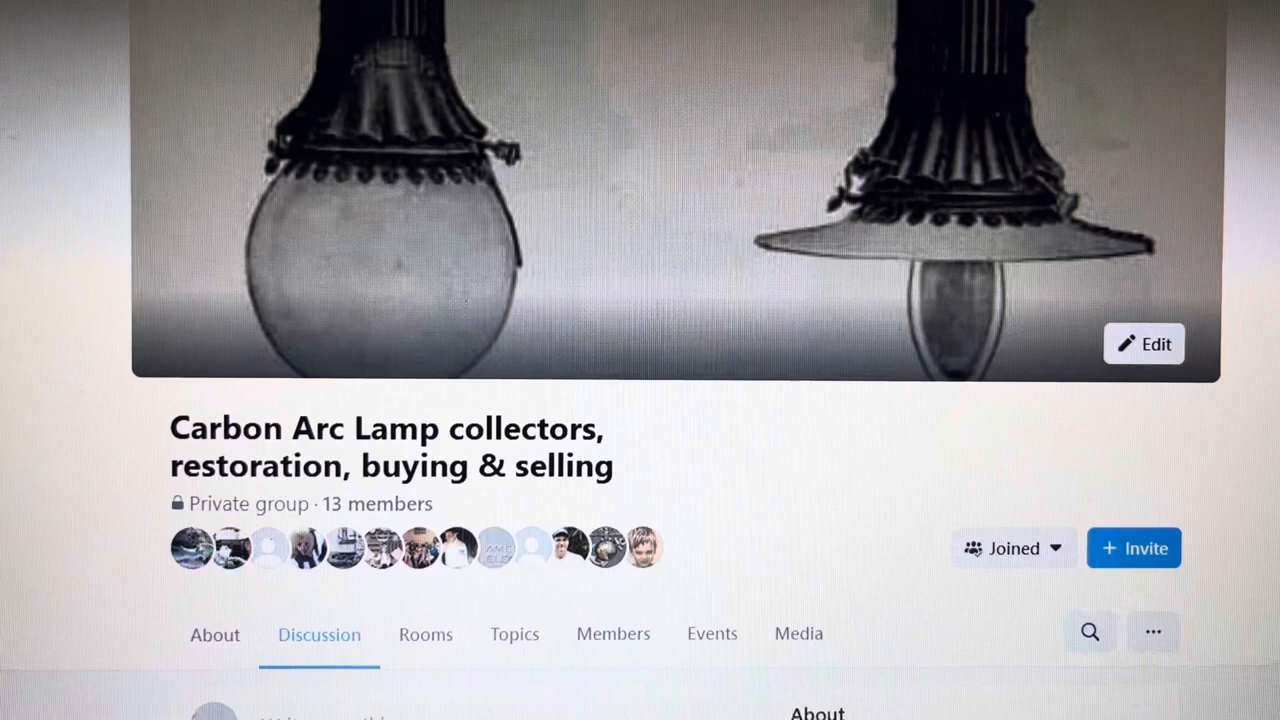 Edit
Carbon Arc Lamp collectors,
restoration, buying & selling
Private group · 13 members
Joined
+ Invite
About
Discussion
Rooms
Topics
Members
Events
Media
About